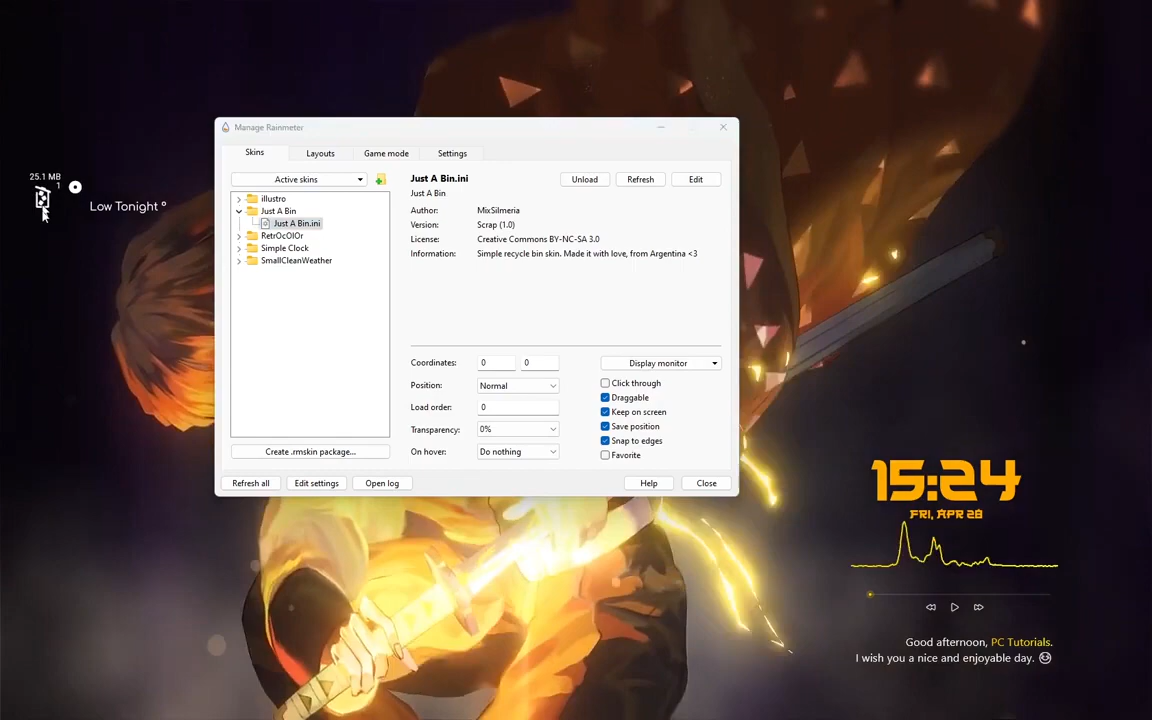 Manage Rainmeter
Skins
Layouts
Game mode
Settings
Active skins
illustro
Just A Bin
Just A Bin.ini
RetrOcOlOr
Simple Clock
SmallCleanWeather
Create .rmskin package...
Just A Bin.ini
Unload
Refresh
Edit
Just A Bin
Author: MixSilmeria
Version: Scrap (1.0)
License: Creative Commons BY-NC-SA 3.0
Information: Simple recycle bin skin. Made it with love, from Argentina <3
Coordinates: 0 0
Display monitor
Position: Normal
Click through
Draggable
Load order: 0
Keep on screen
Save position
Transparency: 0%
Snap to edges
On hover: Do nothing
Favorite
Refresh all
Edit settings
Open log
Help
Close
25.1 MB
1
Low Tonight °
15:24
FRI, APR 28
Good afternoon, PC Tutorials.
I wish you a nice and enjoyable day.